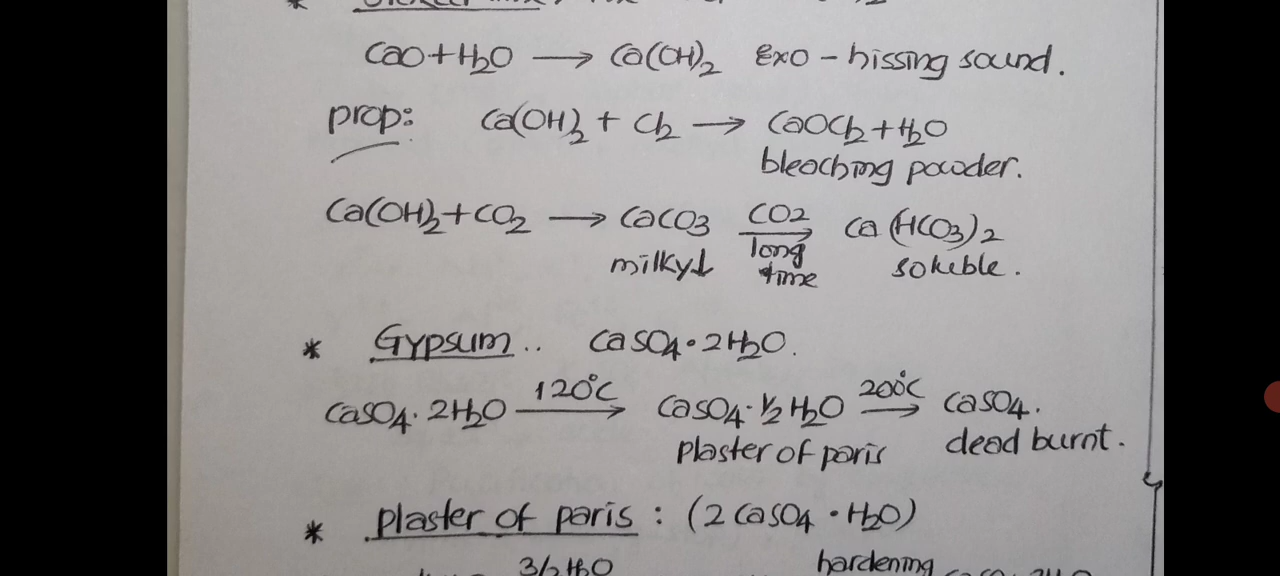 CaO + H₂O ⟶ Ca(OH)₂ Exo - hissing sound.
prop: Ca(OH)₂ + Cl₂ ⟶ CaOCl₂ + H₂O
bleaching powder.
Ca(OH)₂ + CO₂ ⟶ CaCO3 CO2 ⟶ Ca(HCO3)2
milky↓ long time soluble.
* Gypsum .. CaSO4·2H₂O.
CaSO4·2H₂O 120°C ⟶ CaSO4·½H₂O 200°C ⟶ CaSO4.
plaster of paris dead burnt.
* plaster of paris : (2 CaSO4 · H₂O)
3/2 H₂O hardening